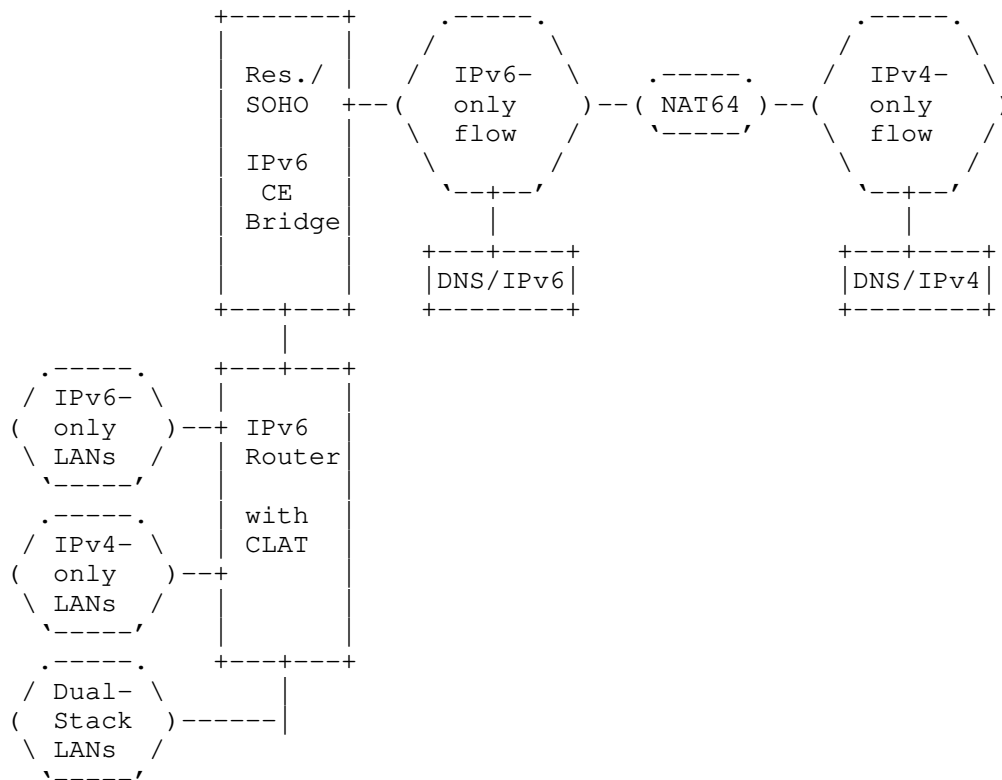 Res./
SOHO
IPv6
CE
Bridge
IPv6-
only
flow
NAT64
IPv4-
only
flow
DNS/IPv6
DNS/IPv4
IPv6-
only
LANs
IPv6
Router
with
CLAT
IPv4-
only
LANs
Dual-
Stack
LANs